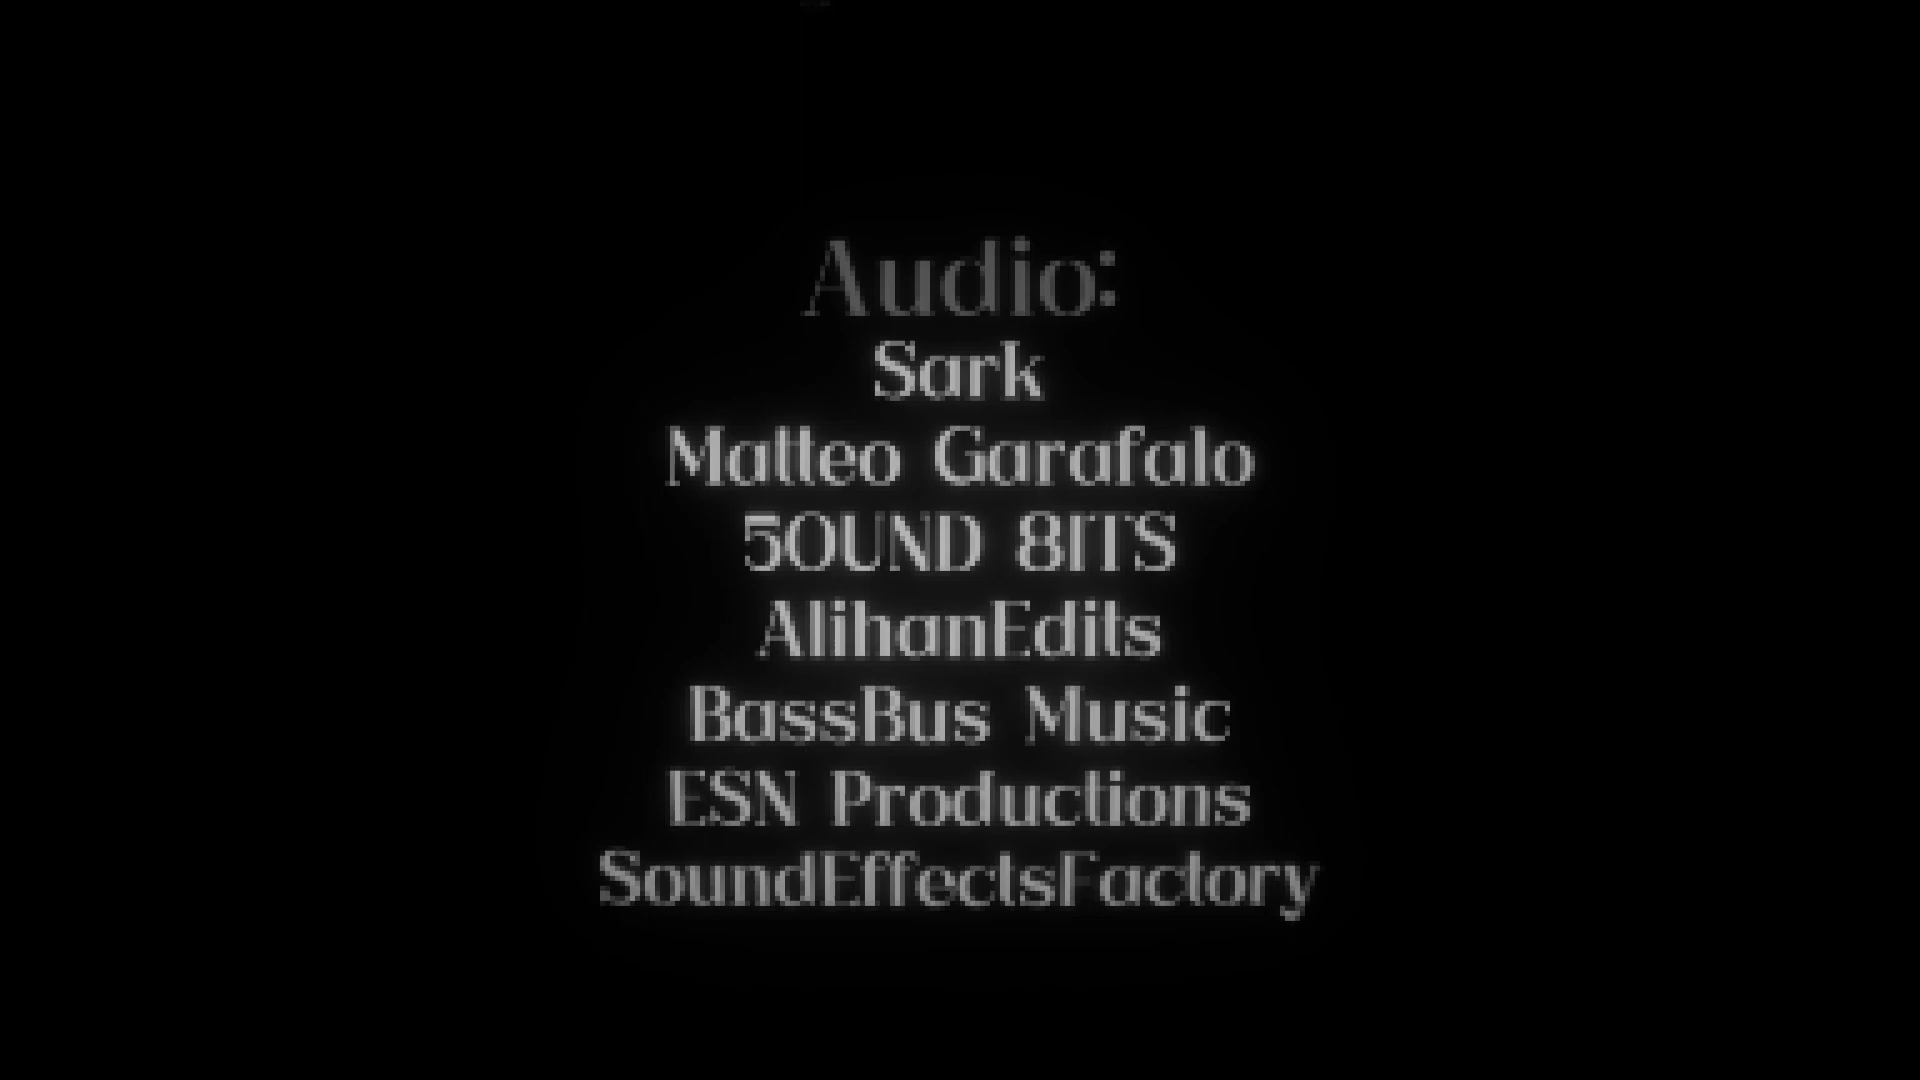 Audio:
Sark
Matteo Garafalo
5OUND 8ITS
AlihanEdits
BassBus Music
ESN Productions
SoundEffectsFactory